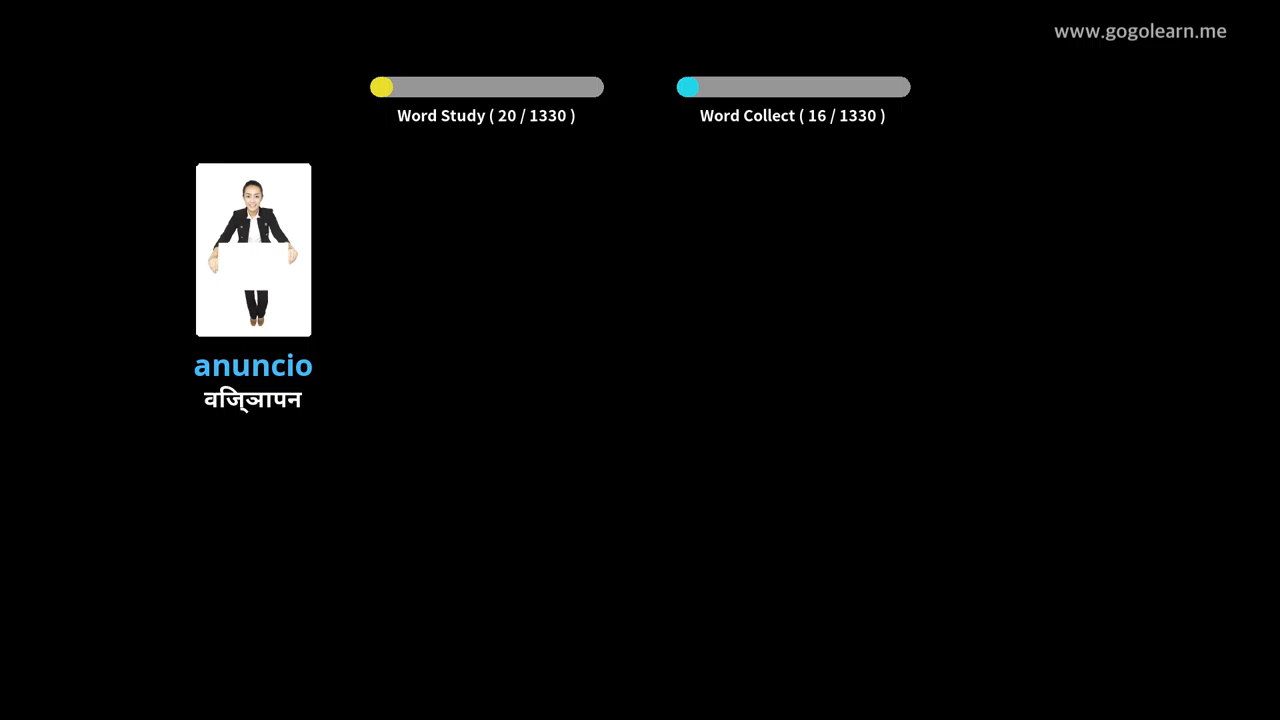 www.gogolearn.me
Word Study ( 20 / 1330 )
Word Collect ( 16 / 1330 )
anuncio
विज्ञापन